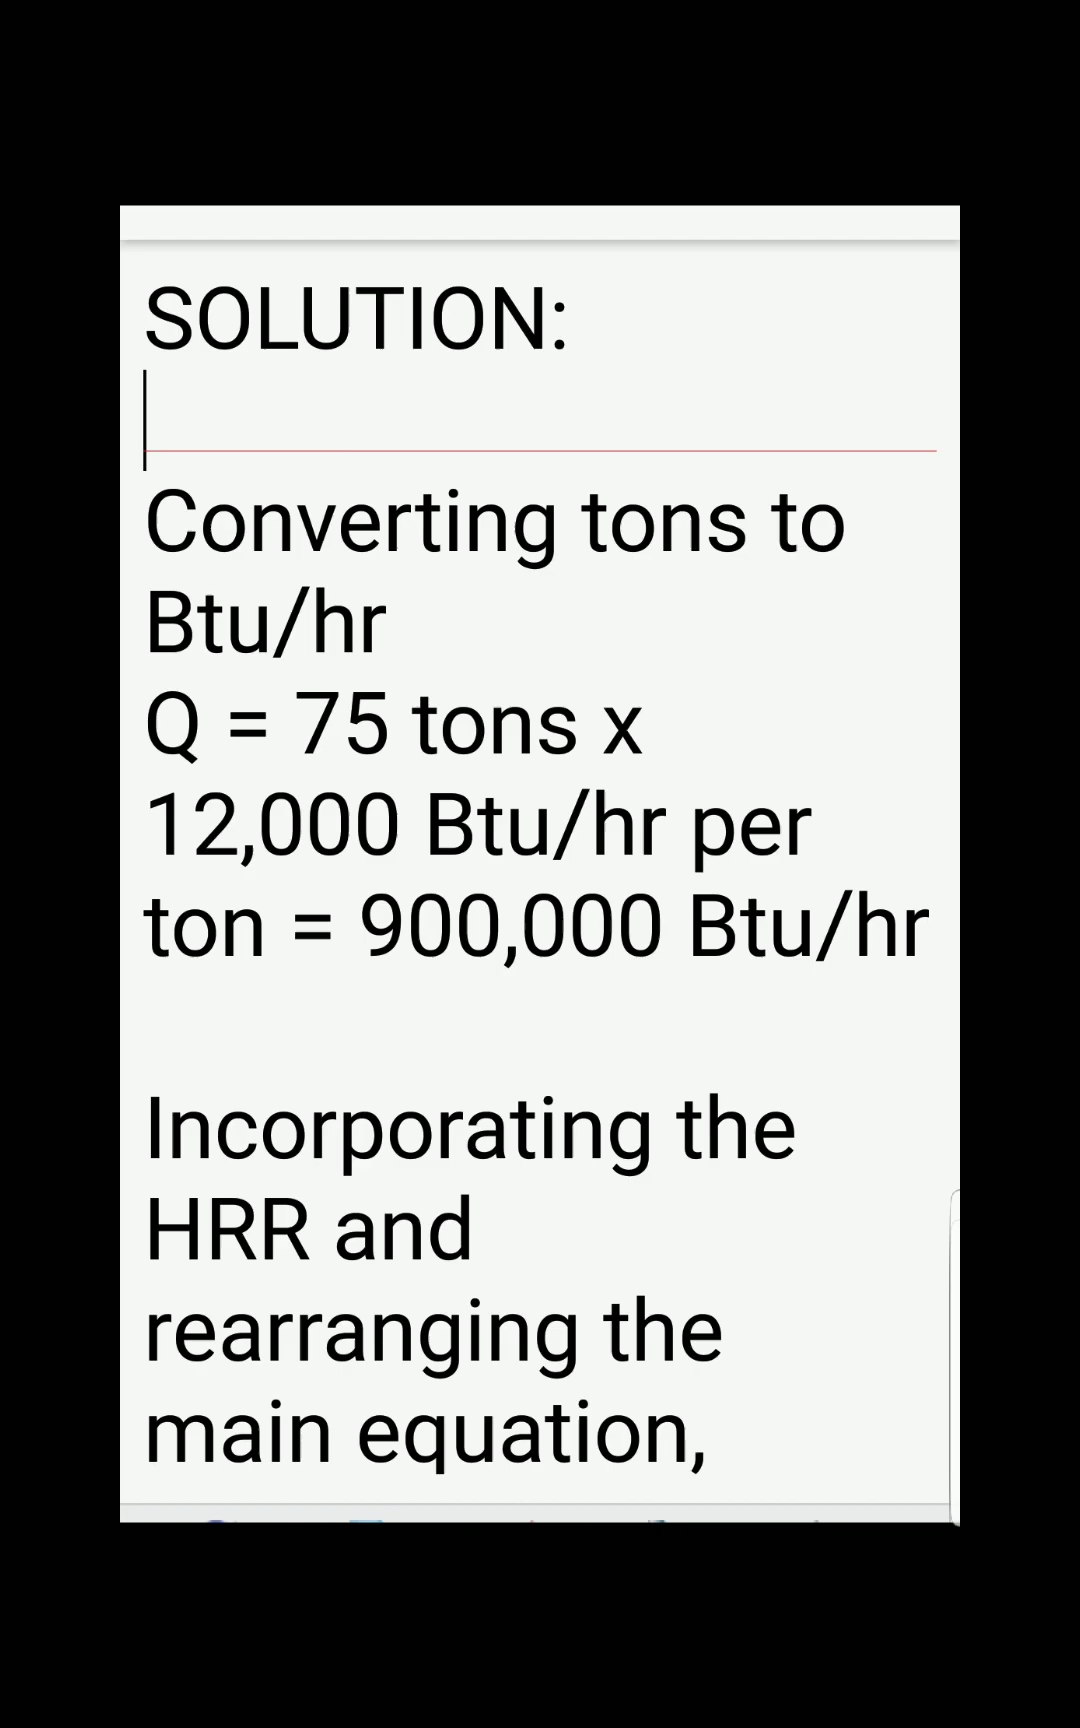 SOLUTION:
Converting tons to
Btu/hr
Q = 75 tons x
12,000 Btu/hr per
ton = 900,000 Btu/hr
Incorporating the
HRR and
rearranging the
main equation,